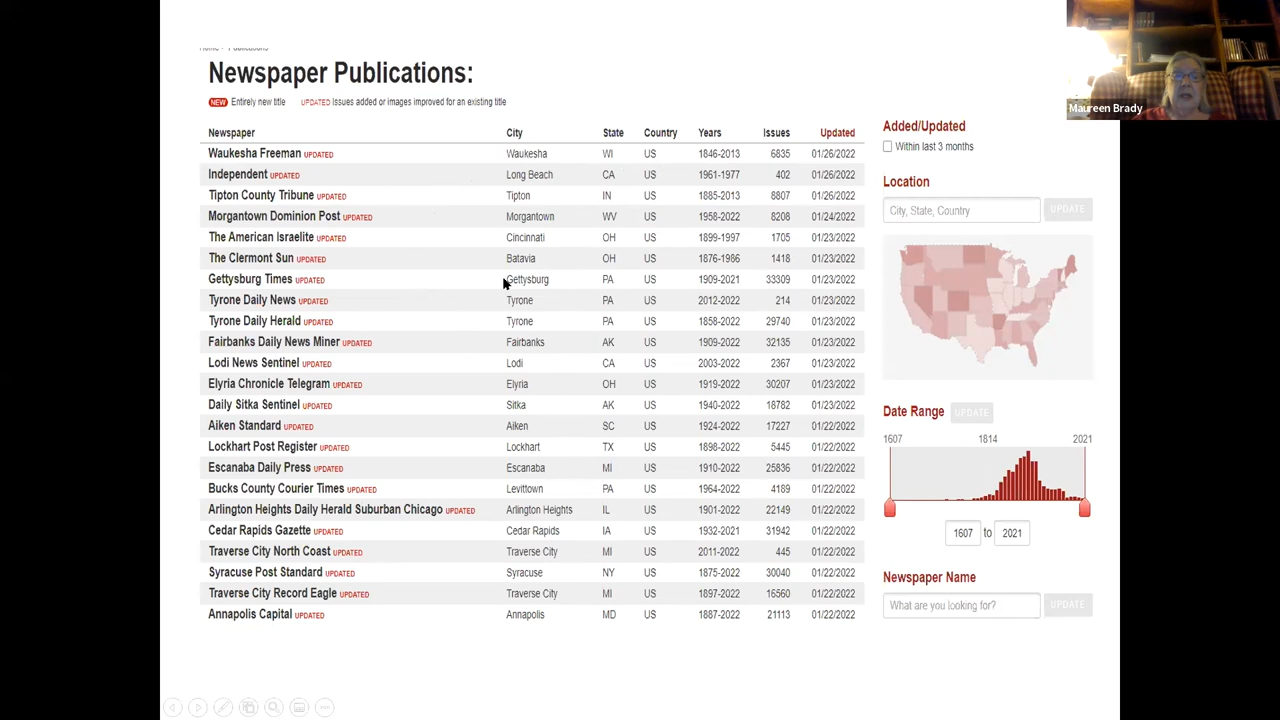 Home › Publications
Newspaper Publications:
NEW Entirely new title UPDATED Issues added or images improved for an existing title
Newspaper City State Country Years Issues Updated
Waukesha Freeman UPDATED Waukesha WI US 1846-2013 6835 01/26/2022
Independent UPDATED Long Beach CA US 1961-1977 402 01/26/2022
Tipton County Tribune UPDATED Tipton IN US 1885-2013 8807 01/26/2022
Morgantown Dominion Post UPDATED Morgantown WV US 1958-2022 8208 01/24/2022
The American Israelite UPDATED Cincinnati OH US 1899-1997 1705 01/23/2022
The Clermont Sun UPDATED Batavia OH US 1876-1986 1418 01/23/2022
Gettysburg Times UPDATED Gettysburg PA US 1909-2021 33309 01/23/2022
Tyrone Daily News UPDATED Tyrone PA US 2012-2022 214 01/23/2022
Tyrone Daily Herald UPDATED Tyrone PA US 1858-2022 29740 01/23/2022
Fairbanks Daily News Miner UPDATED Fairbanks AK US 1909-2022 32135 01/23/2022
Lodi News Sentinel UPDATED Lodi CA US 2003-2022 2367 01/23/2022
Elyria Chronicle Telegram UPDATED Elyria OH US 1919-2022 30207 01/23/2022
Daily Sitka Sentinel UPDATED Sitka AK US 1940-2022 18782 01/23/2022
Aiken Standard UPDATED Aiken SC US 1924-2022 17227 01/22/2022
Lockhart Post Register UPDATED Lockhart TX US 1898-2022 5445 01/22/2022
Escanaba Daily Press UPDATED Escanaba MI US 1910-2022 25836 01/22/2022
Bucks County Courier Times UPDATED Levittown PA US 1964-2022 4189 01/22/2022
Arlington Heights Daily Herald Suburban Chicago UPDATED Arlington Heights IL US 1901-2022 22149 01/22/2022
Cedar Rapids Gazette UPDATED Cedar Rapids IA US 1932-2021 31942 01/22/2022
Traverse City North Coast UPDATED Traverse City MI US 2011-2022 445 01/22/2022
Syracuse Post Standard UPDATED Syracuse NY US 1875-2022 30040 01/22/2022
Traverse City Record Eagle UPDATED Traverse City MI US 1897-2022 16560 01/22/2022
Annapolis Capital UPDATED Annapolis MD US 1887-2022 21113 01/22/2022
Maureen Brady
Added/Updated
Within last 3 months
Location
City, State, Country UPDATE
Date Range UPDATE
1607 1814 2021
1607 to 2021
Newspaper Name
What are you looking for? UPDATE